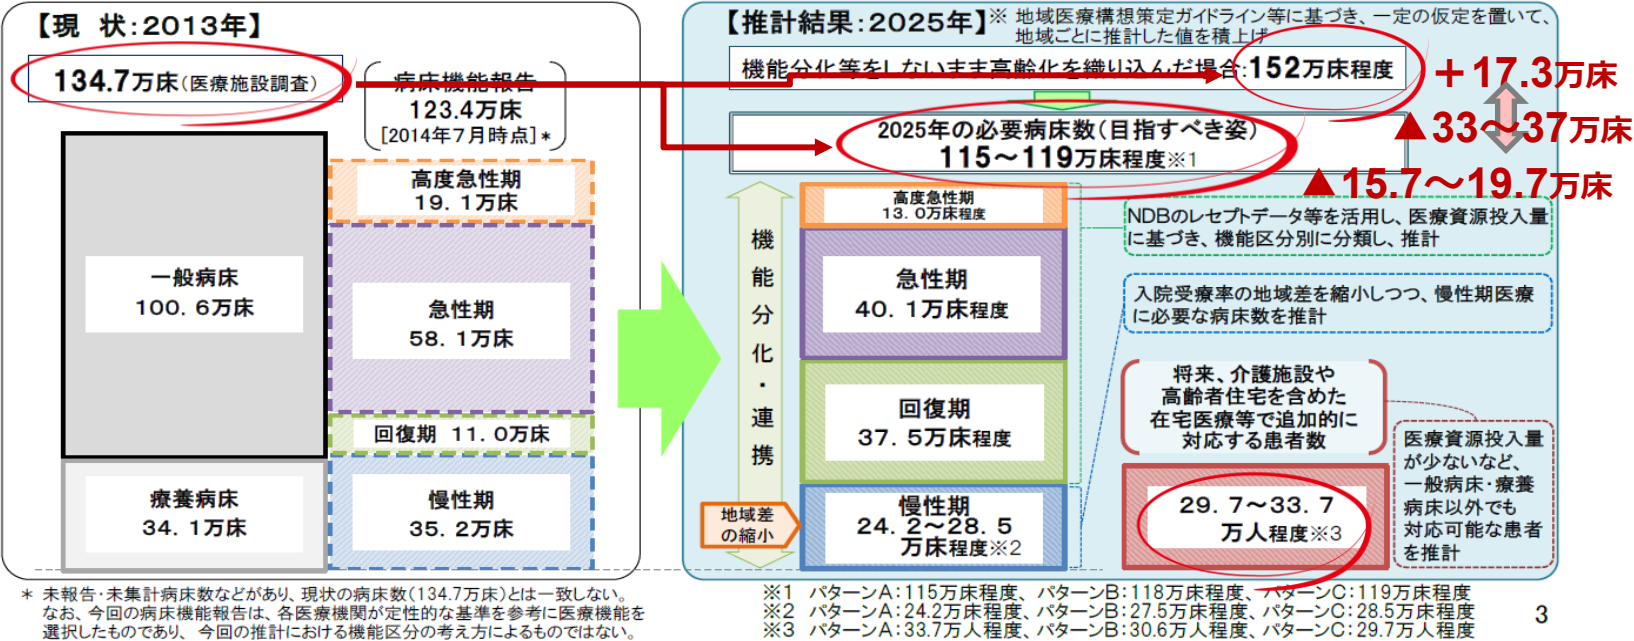 【現　状：2013年】
134.7万床(医療施設調査)
病床機能報告
123.4万床
[2014年7月時点]＊
一般病床
100．6万床
療養病床
34．1万床
高度急性期
19．1万床
急性期
58．1万床
回復期　11．0万床
慢性期
35．2万床
＊　未報告・未集計病床数などがあり、現状の病床数(134.7万床)とは一致しない。
なお、今回の病床機能報告は、各医療機関が定性的な基準を参考に医療機能を
選択したものであり、 今回の推計における機能区分の考え方によるものではない。
【推計結果：2025年】※ 地域医療構想策定ガイドライン等に基づき、一定の仮定を置いて、
地域ごとに推計した値を積上げ
機能分化等をしないまま高齢化を織り込んだ場合：152万床程度
2025年の必要病床数(目指すべき姿)
115～119万床程度※1
＋17.3万床
▲33～37万床
▲15.7～19.7万床
機能分化・連携
地域差
の縮小
高度急性期
13．0万床程度
急性期
40．1万床程度
回復期
37．5万床程度
慢性期
24．2～28．5
万床程度※2
NDBのレセプトデータ等を活用し、医療資源投入量
に基づき、機能区分別に分類し、推計
入院受療率の地域差を縮小しつつ、慢性期医療
に必要な病床数を推計
将来、介護施設や
高齢者住宅を含めた
在宅医療等で追加的に
対応する患者数
29．7～33．7
万人程度※3
医療資源投入量
が少ないなど、
一般病床・療養
病床以外でも
対応可能な患者
を推計
※1　パターンA：115万床程度、パターンB：118万床程度、パターンC：119万床程度
※2　パターンA：24.2万床程度、パターンB：27.5万床程度、パターンC：28.5万床程度
※3　パターンA：33.7万人程度、パターンB：30.6万人程度、パターンC：29.7万人程度
3